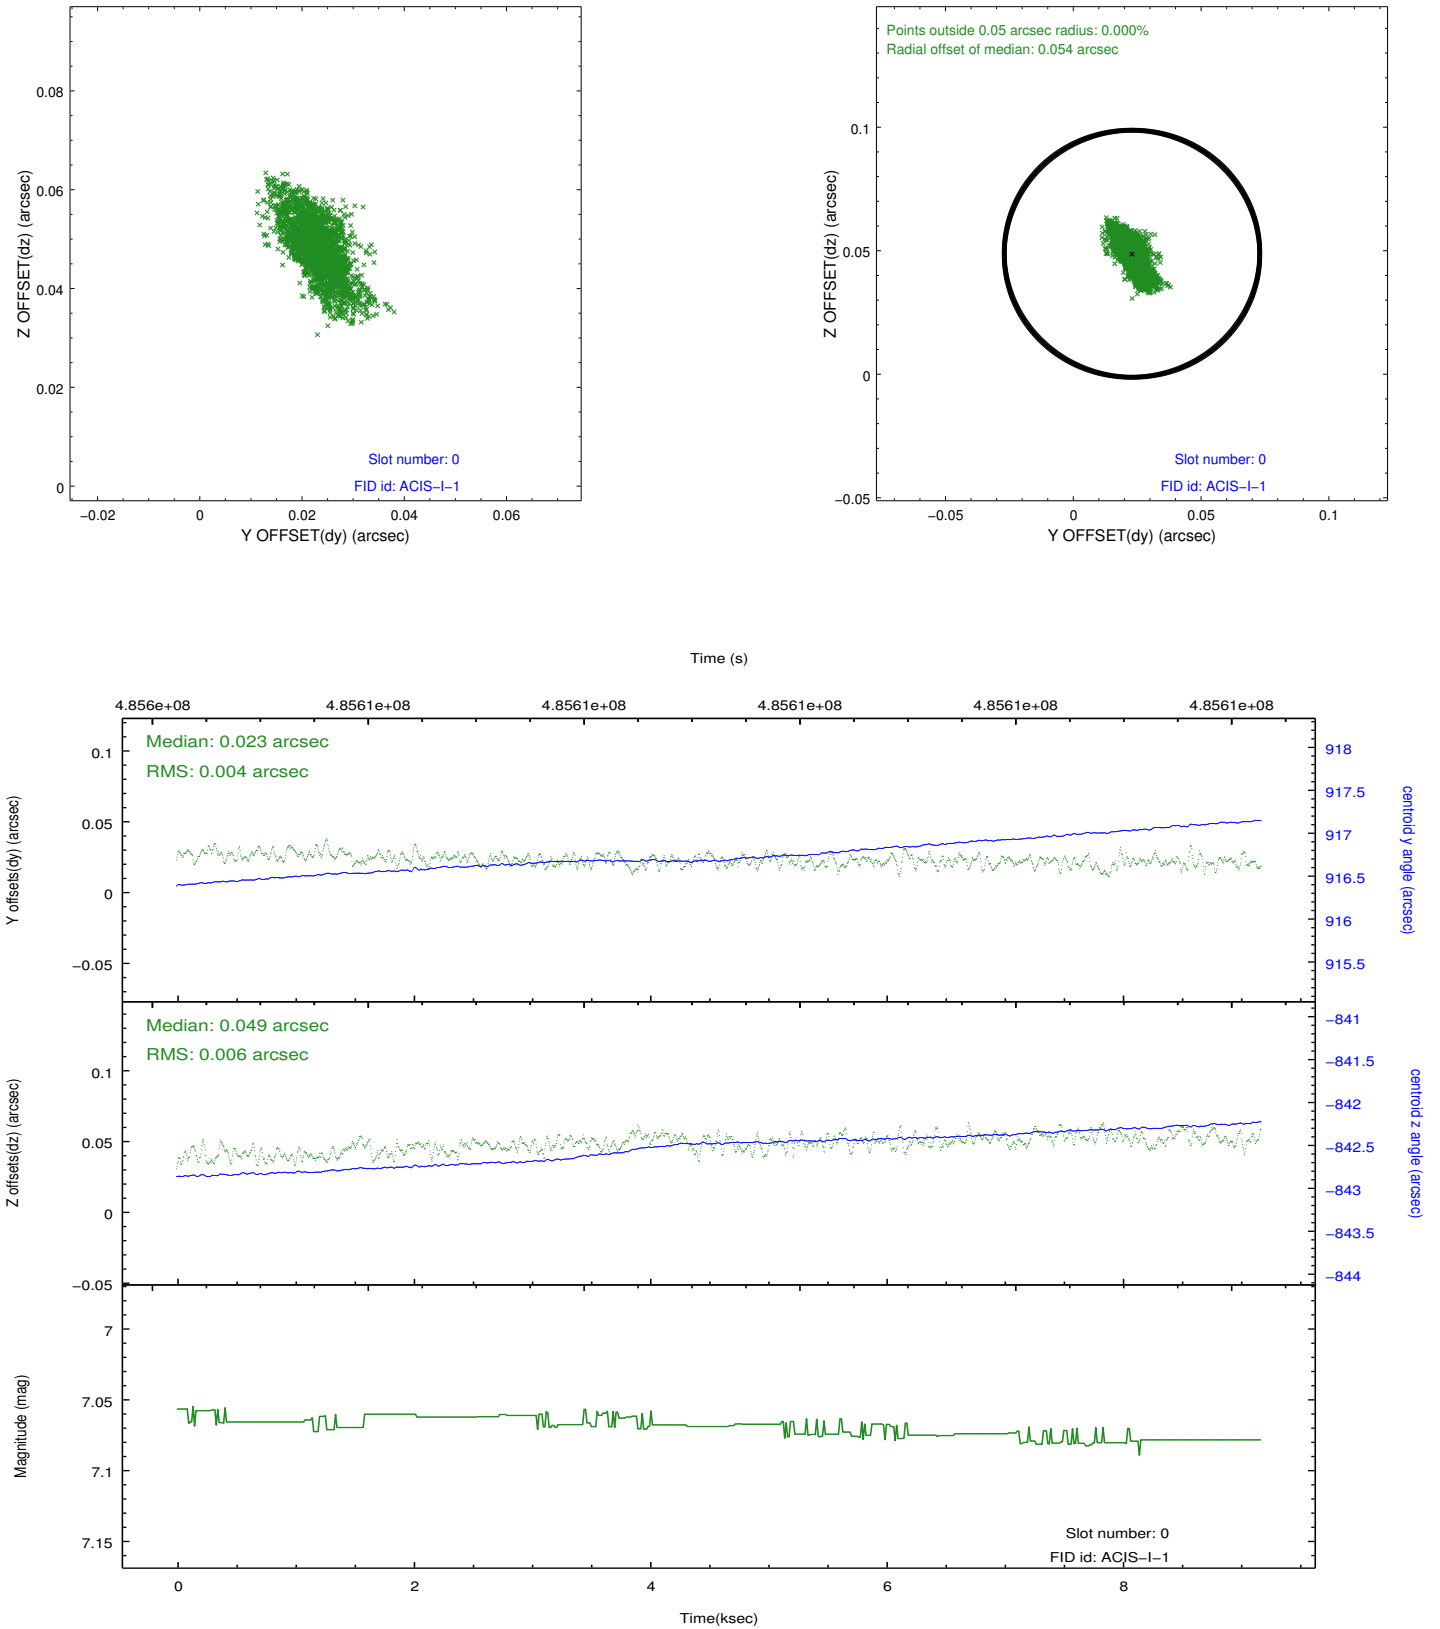 0.08
0.06
0.04
0.02
0
−0.02
0
0.02
0.04
0.06
Z OFFSET(dz) (arcsec)
Y OFFSET(dy) (arcsec)
Slot number: 0
FID id: ACIS−I−1
Points outside 0.05 arcsec radius: 0.000%
Radial offset of median: 0.054 arcsec
0.1
0.05
0
−0.05
−0.05
0
0.05
0.1
Z OFFSET(dz) (arcsec)
Y OFFSET(dy) (arcsec)
Slot number: 0
FID id: ACIS−I−1
Time (s)
4.856e+08
4.8561e+08
4.8561e+08
4.8561e+08
4.8561e+08
4.8561e+08
Median: 0.023 arcsec
RMS: 0.004 arcsec
0.1
0.05
0
−0.05
Y offsets(dy) (arcsec)
918
917.5
917
916.5
916
915.5
centroid y angle (arcsec)
Median: 0.049 arcsec
RMS: 0.006 arcsec
0.1
0.05
0
−0.05
Z offsets(dz) (arcsec)
−841
−841.5
−842
−842.5
−843
−843.5
−844
centroid z angle (arcsec)
7
7.05
7.1
7.15
Magnitude (mag)
Slot number: 0
FID id: ACIS−I−1
0
2
4
6
8
Time(ksec)